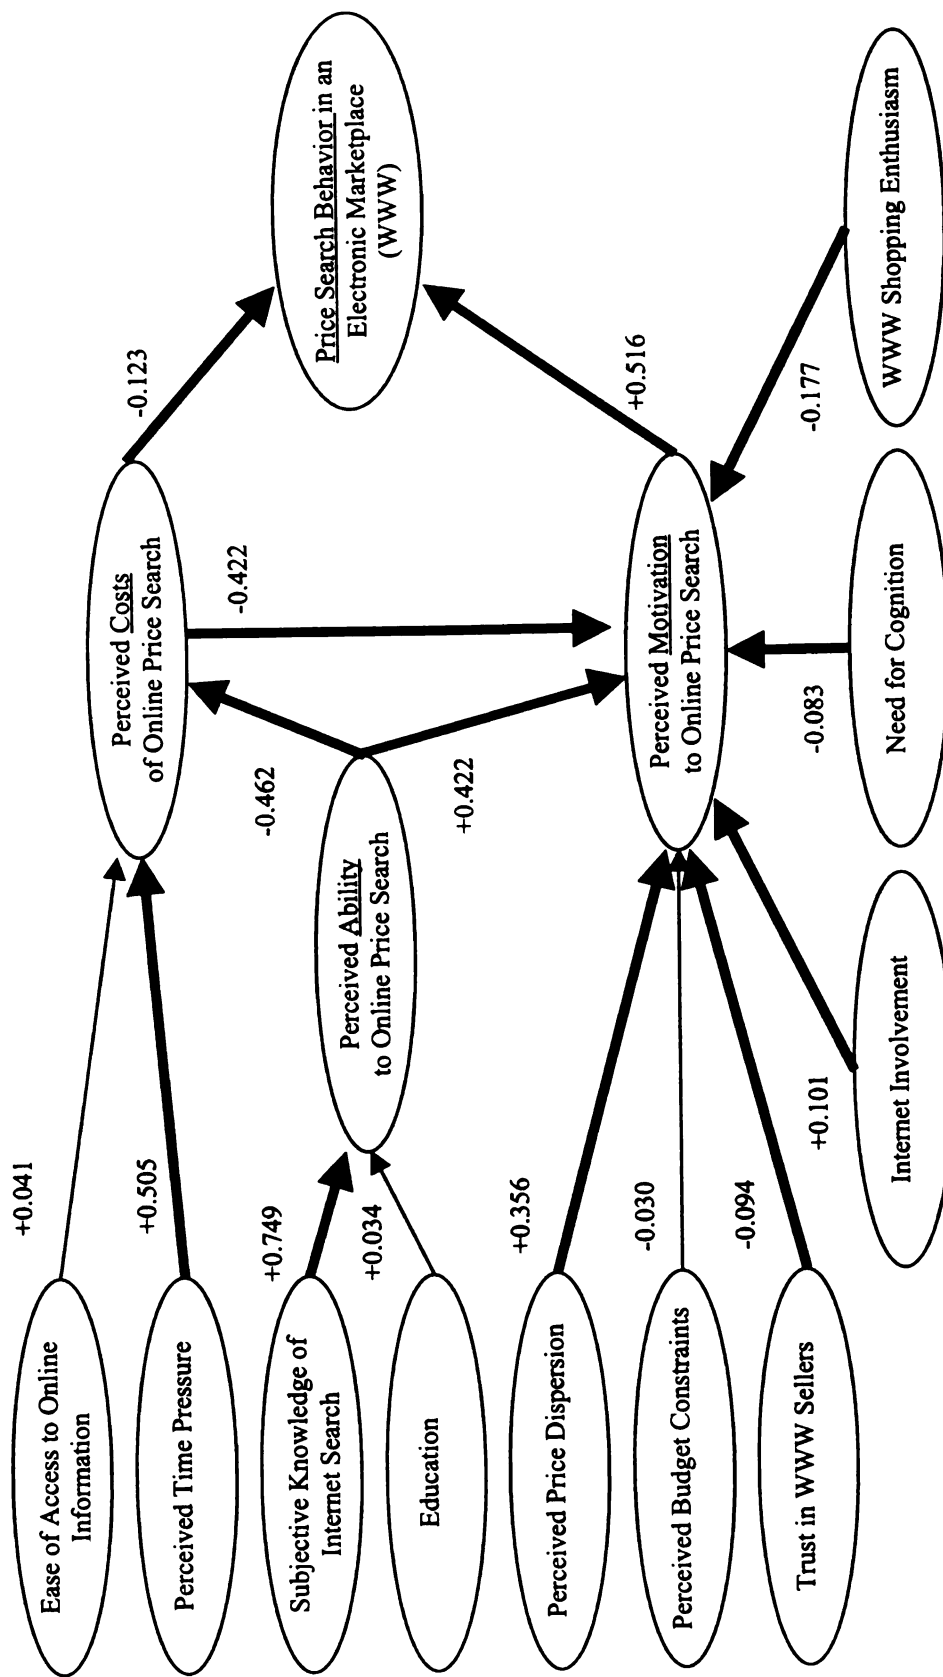 Ease of Access to Online
Information
+0.041
Perceived Time Pressure
+0.505
Subjective Knowledge of
Internet Search
+0.749
Education
+0.034
Perceived Price Dispersion
+0.356
Perceived Budget Constraints
-0.030
Trust in WWW Sellers
-0.094
Perceived Costs
of Online Price Search
-0.123
-0.422
Perceived Ability
to Online Price Search
-0.462
+0.422
Perceived Motivation
to Online Price Search
+0.516
Price Search Behavior in an
Electronic Marketplace
(WWW)
Internet Involvement
+0.101
Need for Cognition
-0.083
WWW Shopping Enthusiasm
-0.177